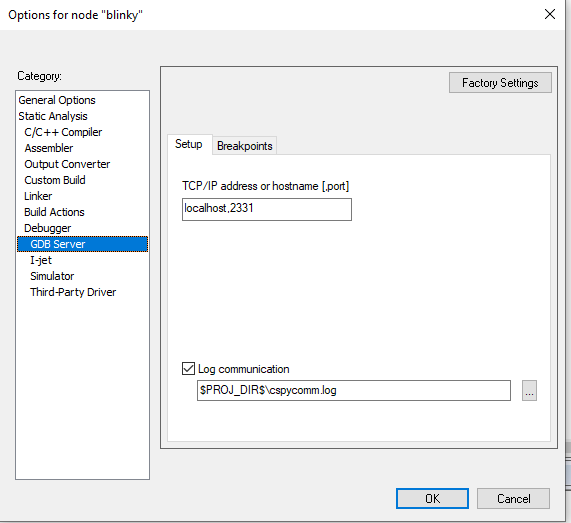 Options for node "blinky"
Category:
Factory Settings
General Options
Static Analysis
C/C++ Compiler
Assembler
Output Converter
Custom Build
Linker
Build Actions
Debugger
GDB Server
I-jet
Simulator
Third-Party Driver
Setup
Breakpoints
TCP/IP address or hostname [,port]
localhost,2331
Log communication
$PROJ_DIR$\cspycomm.log
...
OK
Cancel